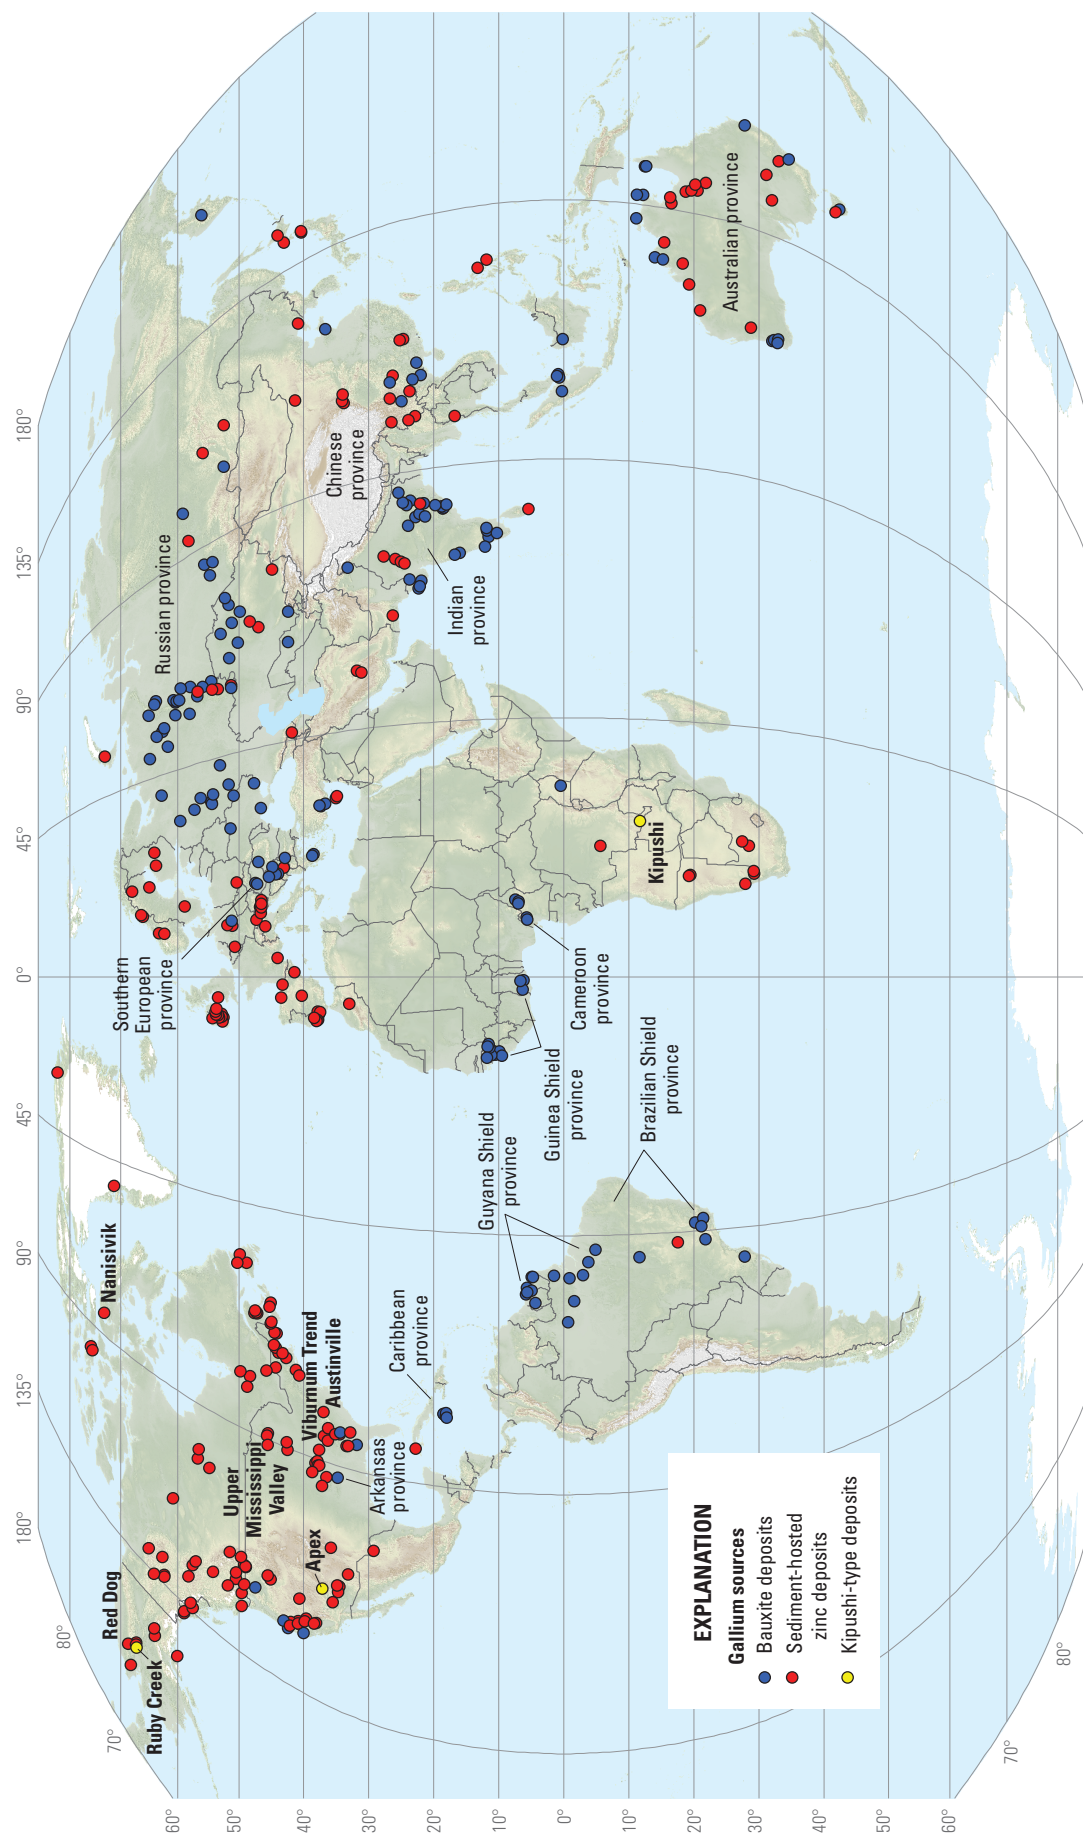 180°
135°
90°
45°
0°
45°
90°
135°
180°
80°
70°
60°
50°
40°
30°
20°
10°
0°
10°
20°
30°
40°
50°
60°
70°
80°
Red Dog
Ruby Creek
Nanisivik
Upper
Mississippi
Valley
Viburnum Trend
Austinville
Apex
Arkansas
province
Caribbean
province
Guyana Shield
province
Brazilian Shield
province
Guinea Shield
province
Cameroon
province
Southern
European
province
Kipushi
Russian province
Chinese
province
Indian
province
Australian province
EXPLANATION
Gallium sources
Bauxite deposits
Sediment-hosted
zinc deposits
Kipushi-type deposits